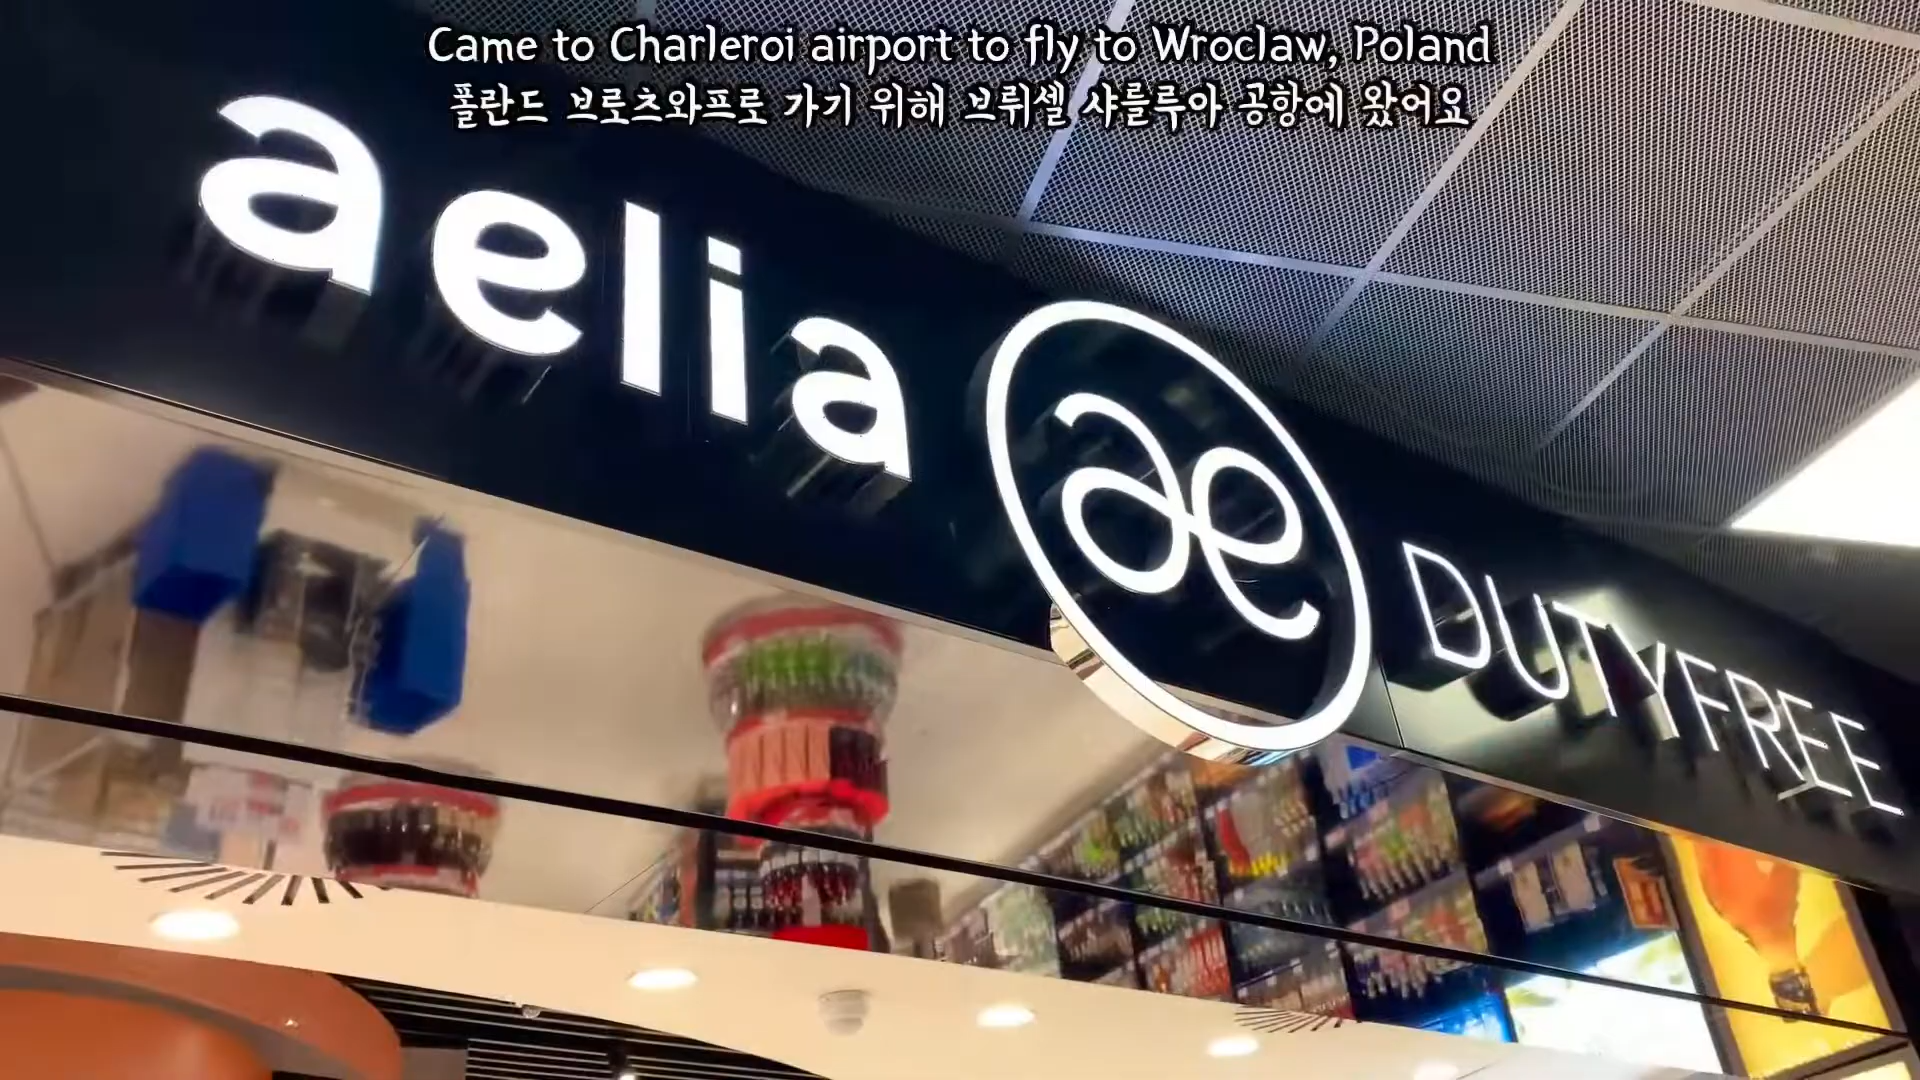 Came to Charleroi airport to fly to Wroclaw, Poland
폴란드 브로츠와프로 가기 위해 브뤼셀 샤를루아 공항에 왔어요
aelia
ae
DUTYFREE